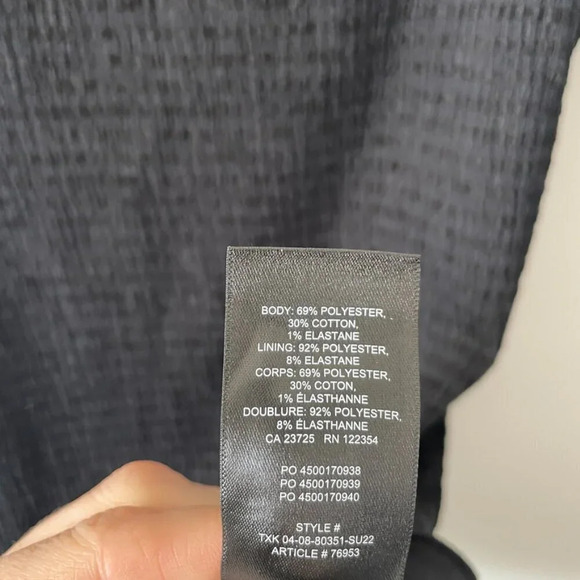 BODY: 69% POLYESTER,
30% COTTON,
1% ELASTANE
LINING: 92% POLYESTER,
8% ELASTANE
CORPS: 69% POLYESTER,
30% COTON,
1% ÉLASTHANNE
DOUBLURE: 92% POLYESTER,
8% ÉLASTHANNE
CA 23725 RN 122354
PO 4500170938
PO 4500170939
PO 4500170940
STYLE #
TXK 04-08-80351-SU22
ARTICLE # 76953